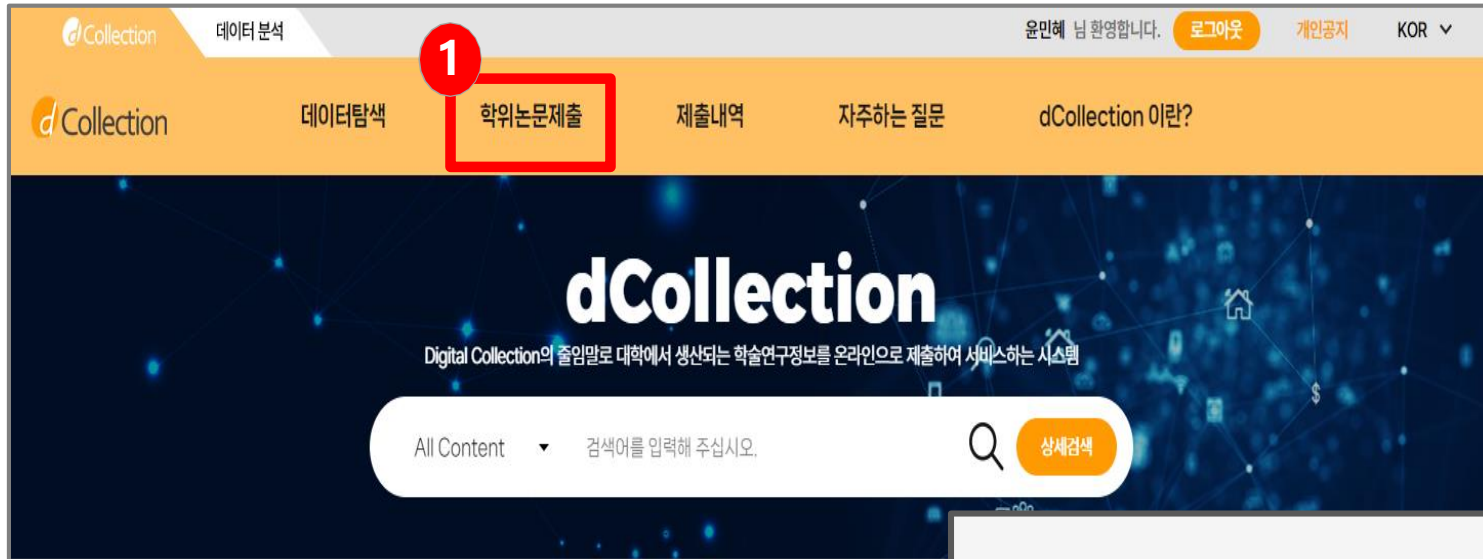 dCollection 데이터 분석 윤민혜 님 환영합니다. 로그아웃 개인공지 KOR
1
dCollection 데이터탐색 학위논문제출 제출내역 자주하는 질문 dCollection 이란?
dCollection
Digital Collection의 줄임말로 대학에서 생산되는 학술연구정보를 온라인으로 제출하여 서비스하는 시스템
All Content 검색어를 입력해 주십시오. 상세검색